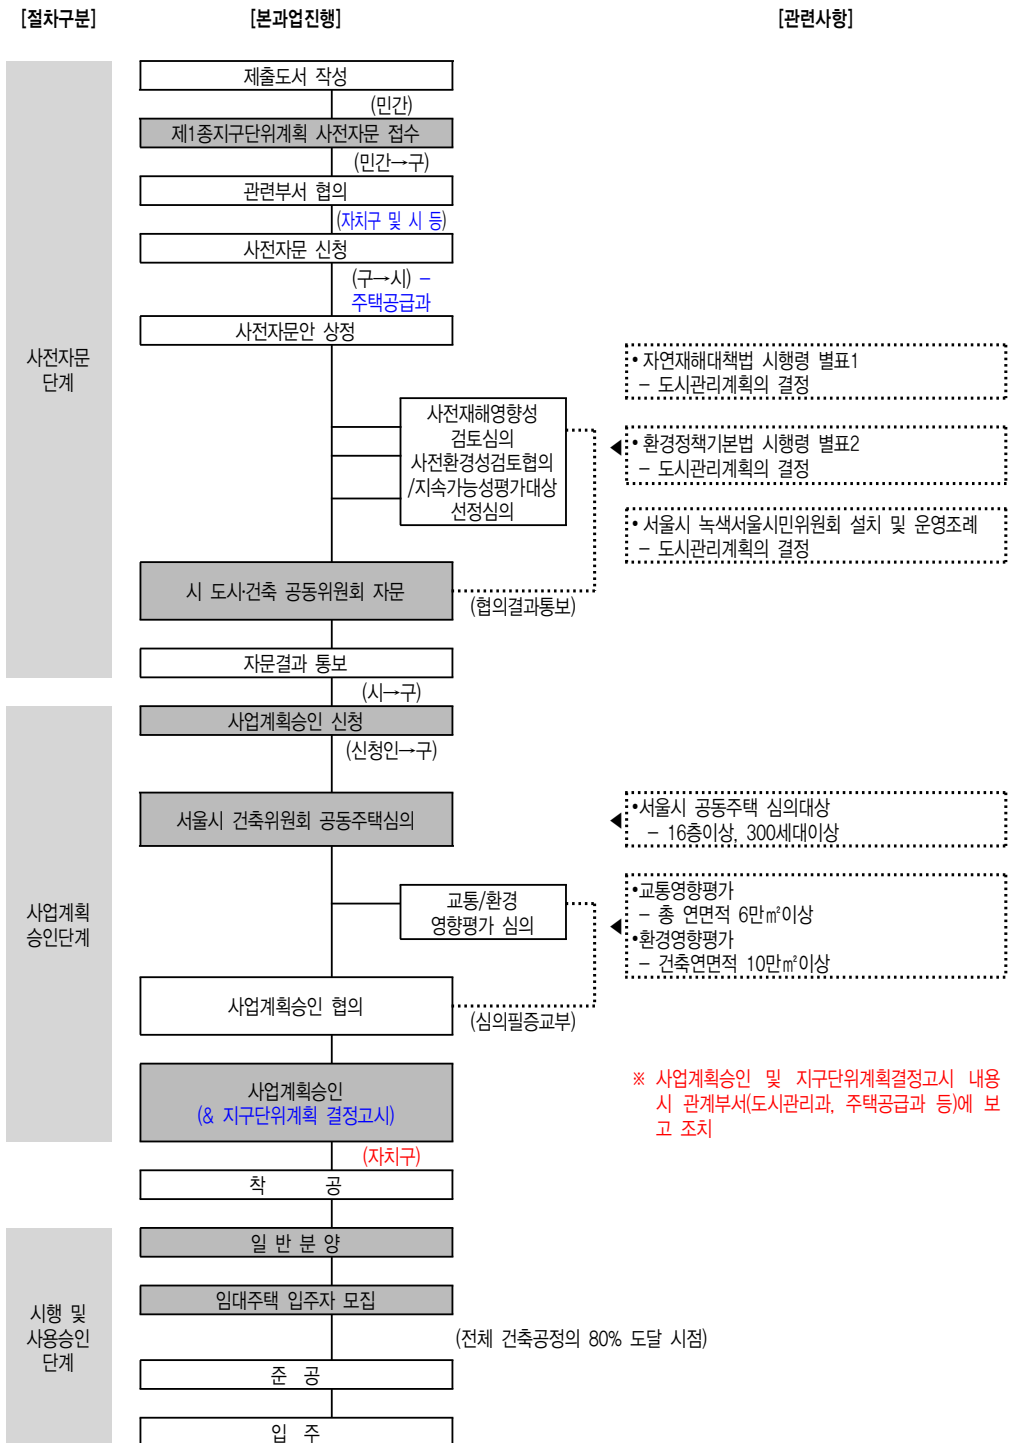 [절차구분]
[본과업진행]
[관련사항]
제출도서 작성
(민간)
제1종지구단위계획 사전자문 접수
(민간→구)
관련부서 협의
(자치구 및 시 등)
사전자문 신청
(구→시) –
주택공급과
사전자문안 상정
사전자문
단계
• 자연재해대책법 시행령 별표1
– 도시관리계획의 결정
사전재해영향성
검토심의
사전환경성검토협의
/지속가능성평가대상
선정심의
• 환경정책기본법 시행령 별표2
– 도시관리계획의 결정
• 서울시 녹색서울시민위원회 설치 및 운영조례
– 도시관리계획의 결정
시 도시·건축 공동위원회 자문
(협의결과통보)
자문결과 통보
(시→구)
사업계획승인 신청
(신청인→구)
서울시 건축위원회 공동주택심의
•서울시 공동주택 심의대상
– 16층이상, 300세대이상
사업계획
승인단계
교통/환경
영향평가 심의
•교통영향평가
– 총 연면적 6만㎡이상
•환경영향평가
– 건축연면적 10만㎡이상
사업계획승인 협의
(심의필증교부)
사업계획승인
(& 지구단위계획 결정고시)
※ 사업계획승인 및 지구단위계획결정고시 내용
시 관계부서(도시관리과, 주택공급과 등)에 보
고 조치
(자치구)
착 공
일 반 분 양
임대주택 입주자 모집
시행 및
사용승인
단계
(전체 건축공정의 80% 도달 시점)
준 공
입 주